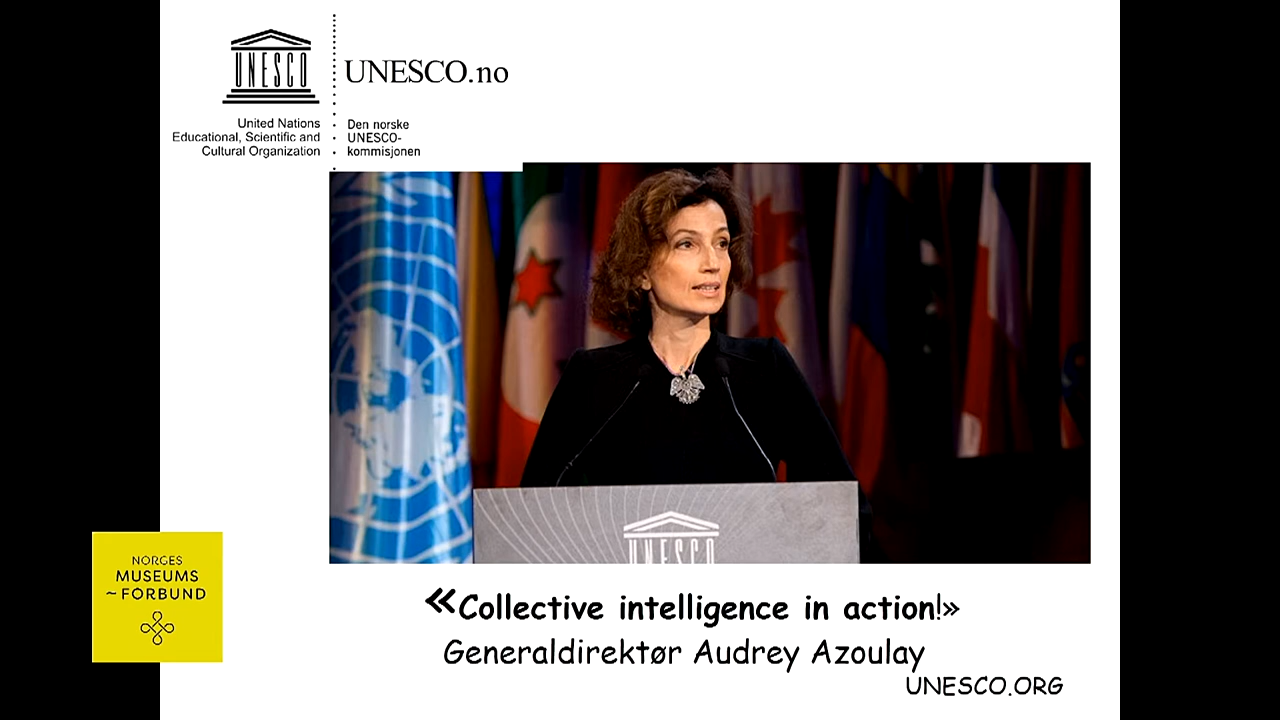 UNESCO
UNESCO.no
United Nations
Educational, Scientific and
Cultural Organization
Den norske
UNESCO-
kommisjonen
UNESCO
«Collective intelligence in action!»
Generaldirektør Audrey Azoulay
UNESCO.ORG
NORGES
MUSEUMS
~FORBUND